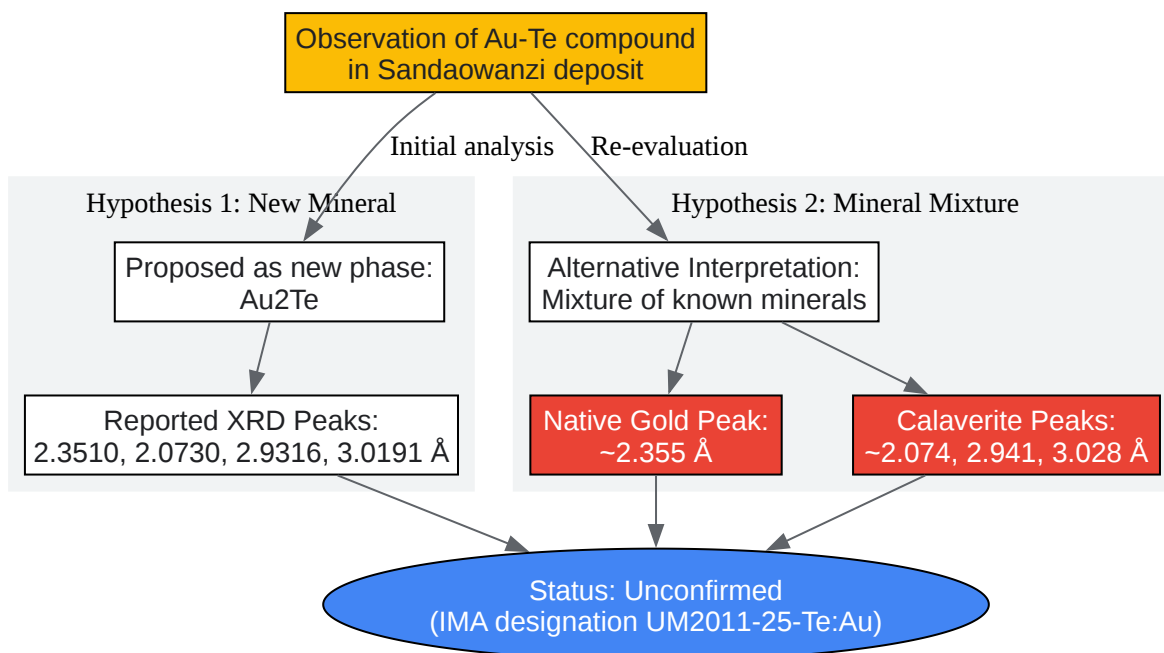 Observation of Au-Te compound
in Sandaowanzi deposit
Initial analysis
Re-evaluation
Hypothesis 1: New Mineral
Hypothesis 2: Mineral Mixture
Proposed as new phase:
Au2Te
Alternative Interpretation:
Mixture of known minerals
Reported XRD Peaks:
2.3510, 2.0730, 2.9316, 3.0191 Å
Native Gold Peak:
~2.355 Å
Calaverite Peaks:
~2.074, 2.941, 3.028 Å
Status: Unconfirmed
(IMA designation UM2011-25-Te:Au)